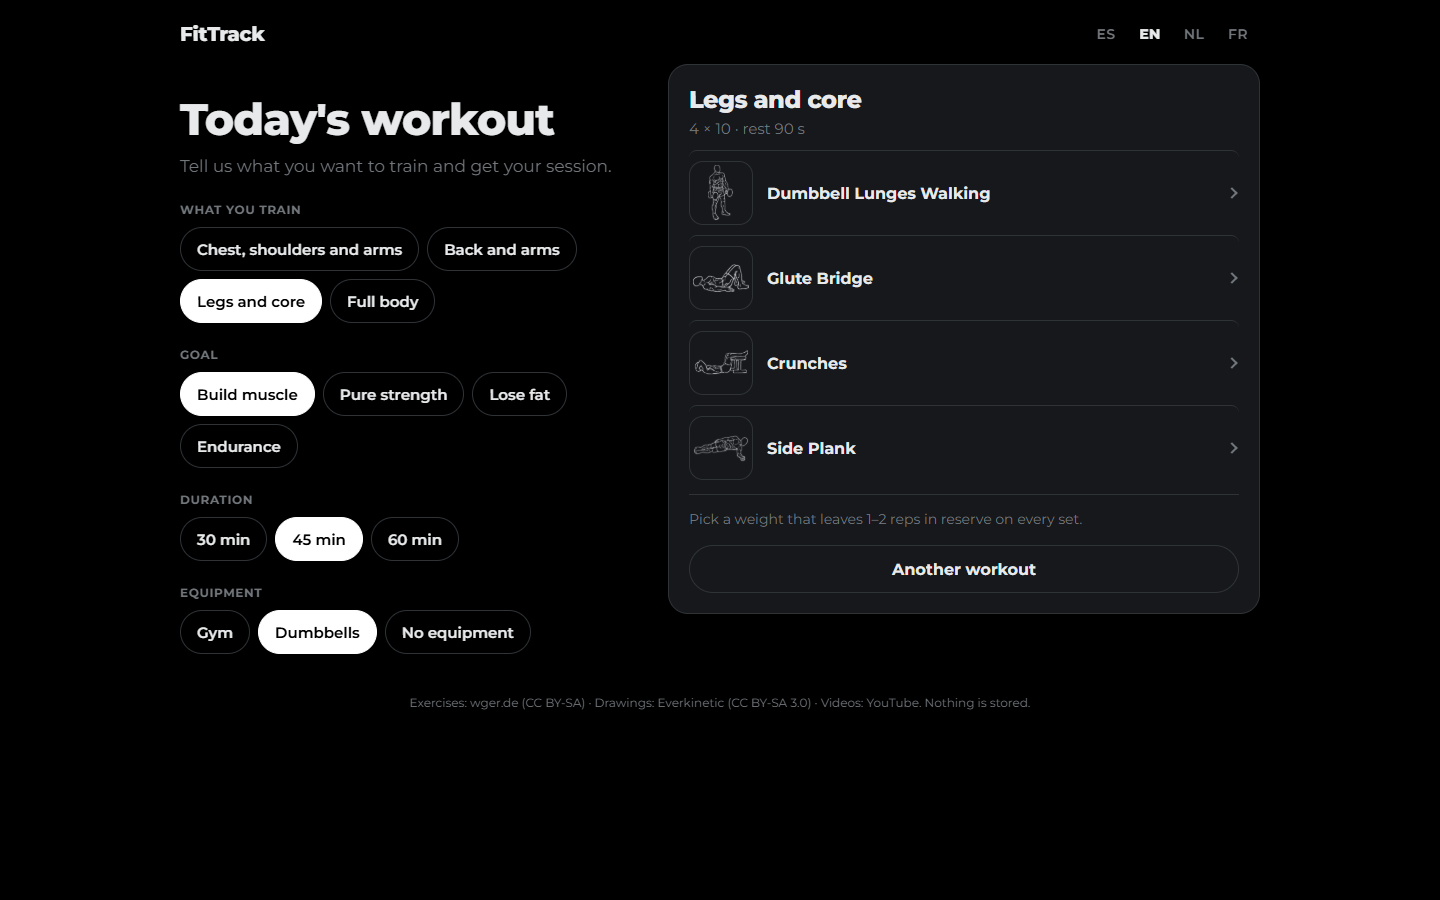 FitTrack
ES EN NL FR
Today's workout
Tell us what you want to train and get your session.
WHAT YOU TRAIN
Chest, shoulders and arms
Back and arms
Legs and core
Full body
GOAL
Build muscle
Pure strength
Lose fat
Endurance
DURATION
30 min
45 min
60 min
EQUIPMENT
Gym
Dumbbells
No equipment
Legs and core
4 × 10 · rest 90 s
Dumbbell Lunges Walking
Glute Bridge
Crunches
Side Plank
Pick a weight that leaves 1–2 reps in reserve on every set.
Another workout
Exercises: wger.de (CC BY-SA) · Drawings: Everkinetic (CC BY-SA 3.0) · Videos: YouTube. Nothing is stored.